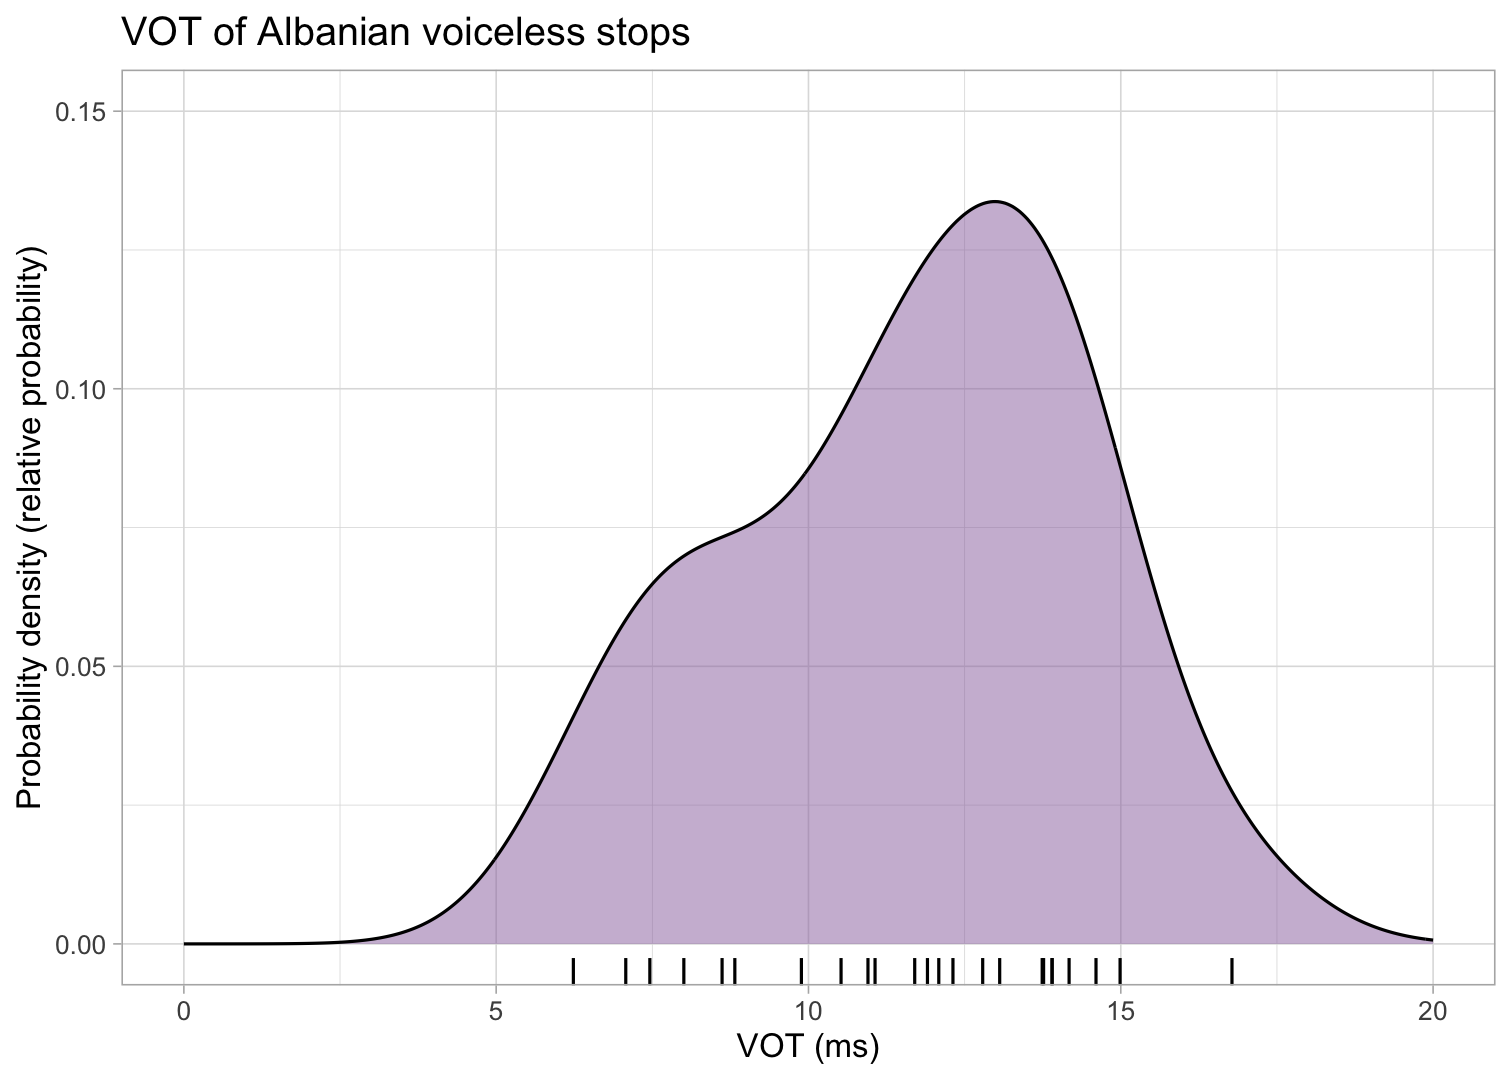 VOT of Albanian voiceless stops
Probability density (relative probability)
0.15
0.10
0.05
0.00
0 5 10 15 20
VOT (ms)